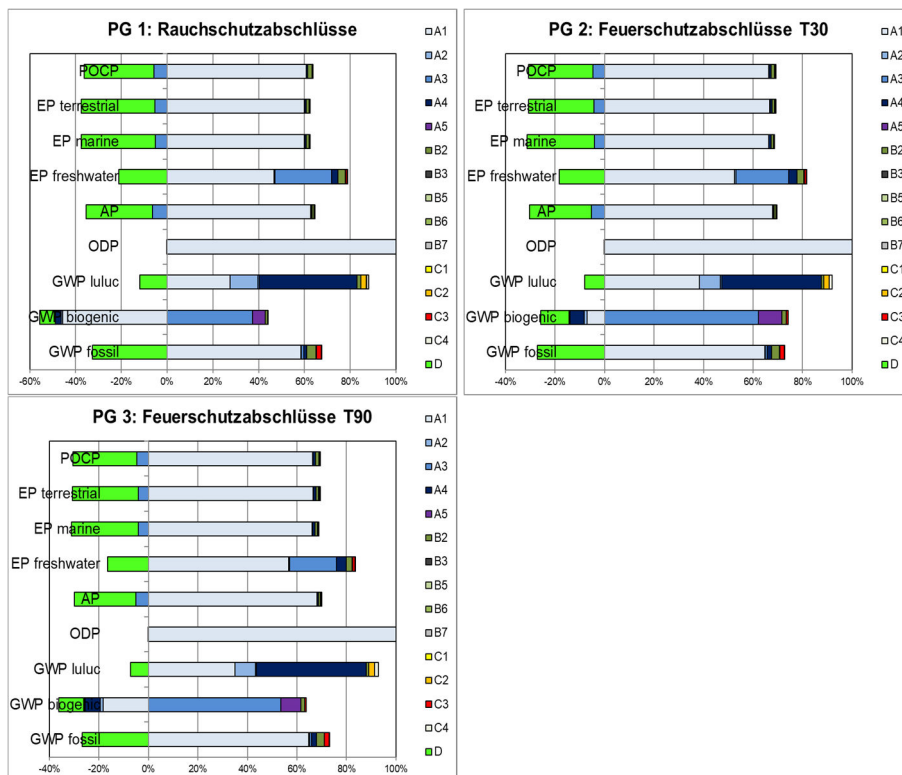 PG 1: Rauchschutzabschlüsse
POCP
EP terrestrial
EP marine
EP freshwater
AP
ODP
GWP luluc
GWP biogenic
GWP fossil
-60% -40% -20% 0% 20% 40% 60% 80% 100%
A1
A2
A3
A4
A5
B2
B3
B5
B6
B7
C1
C2
C3
C4
D
PG 2: Feuerschutzabschlüsse T30
POCP
EP terrestrial
EP marine
EP freshwater
AP
ODP
GWP luluc
GWP biogenic
GWP fossil
-40% -20% 0% 20% 40% 60% 80% 100%
A1
A2
A3
A4
A5
B2
B3
B5
B6
B7
C1
C2
C3
C4
D
PG 3: Feuerschutzabschlüsse T90
POCP
EP terrestrial
EP marine
EP freshwater
AP
ODP
GWP luluc
GWP biogenic
GWP fossil
-40% -20% 0% 20% 40% 60% 80% 100%
A1
A2
A3
A4
A5
B2
B3
B5
B6
B7
C1
C2
C3
C4
D